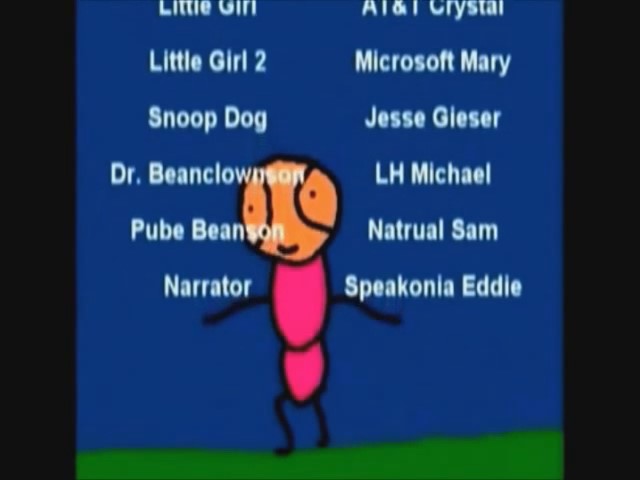 Little Girl AT&T Crystal
Little Girl 2 Microsoft Mary
Snoop Dog Jesse Gieser
Dr. Beanclownson LH Michael
Pube Beanson Natrual Sam
Narrator Speakonia Eddie